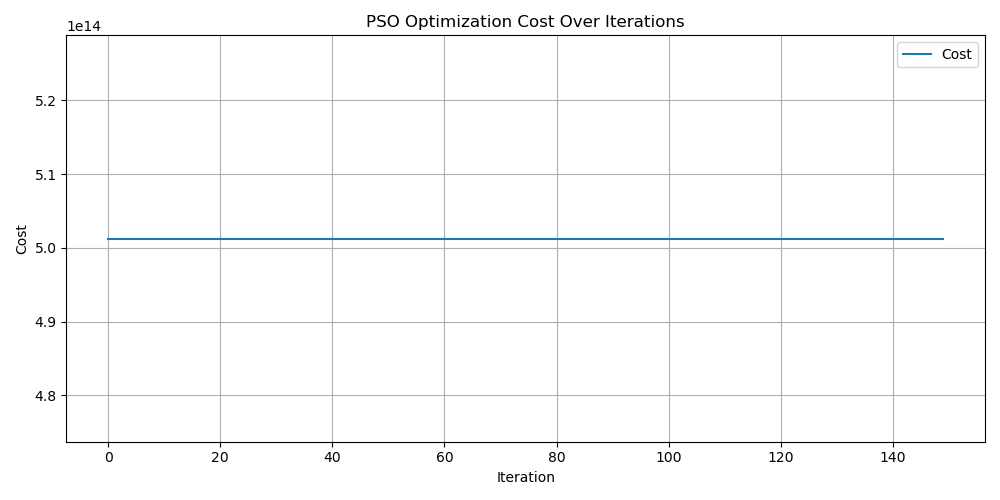 PSO Optimization Cost Over Iterations
1e14
Cost
5.2
5.1
5.0
4.9
4.8
Cost
0 20 40 60 80 100 120 140
Iteration